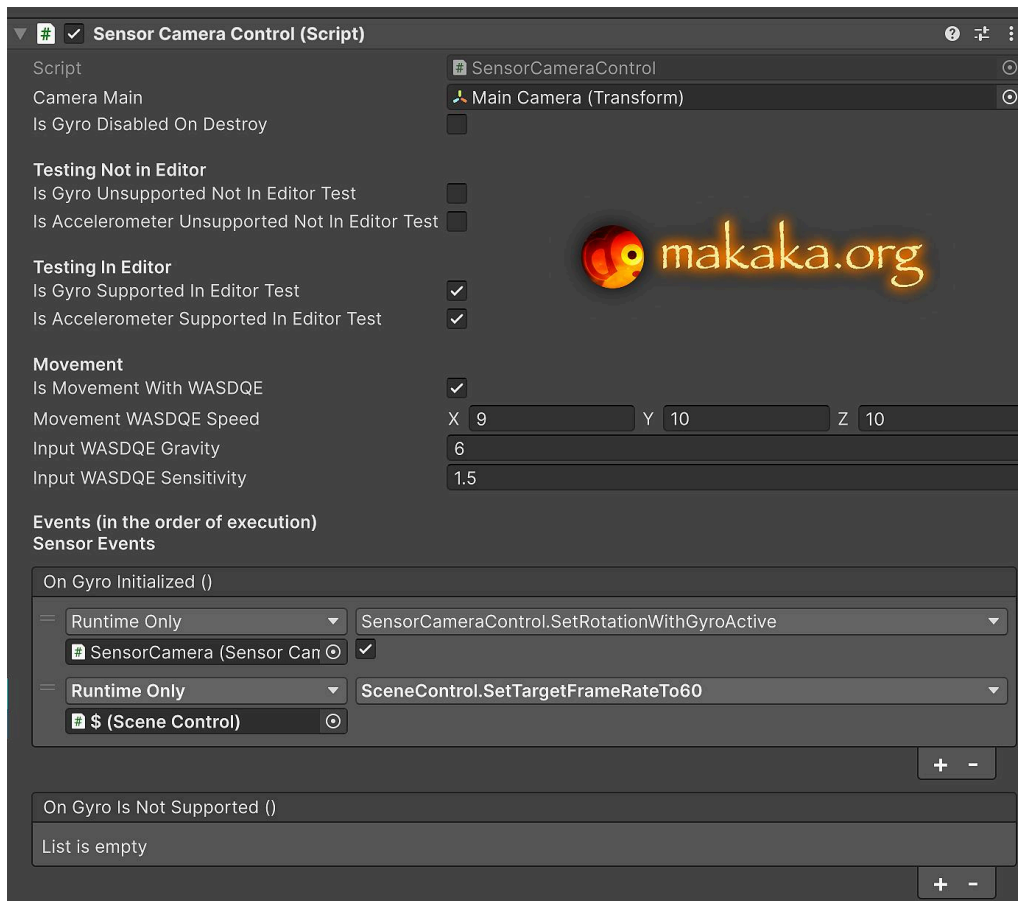 Sensor Camera Control (Script)
Script
# SensorCameraControl
Camera Main
Main Camera (Transform)
Is Gyro Disabled On Destroy
Testing Not in Editor
Is Gyro Unsupported Not In Editor Test
Is Accelerometer Unsupported Not In Editor Test
makaka.org
Testing In Editor
Is Gyro Supported In Editor Test
Is Accelerometer Supported In Editor Test
Movement
Is Movement With WASDQE
Movement WASDQE Speed X 9 Y 10 Z 10
Input WASDQE Gravity 6
Input WASDQE Sensitivity 1.5
Events (in the order of execution)
Sensor Events
On Gyro Initialized ()
Runtime Only SensorCameraControl.SetRotationWithGyroActive
# SensorCamera (Sensor Cam
Runtime Only SceneControl.SetTargetFrameRateTo60
# $ (Scene Control)
+ -
On Gyro Is Not Supported ()
List is empty
+ -